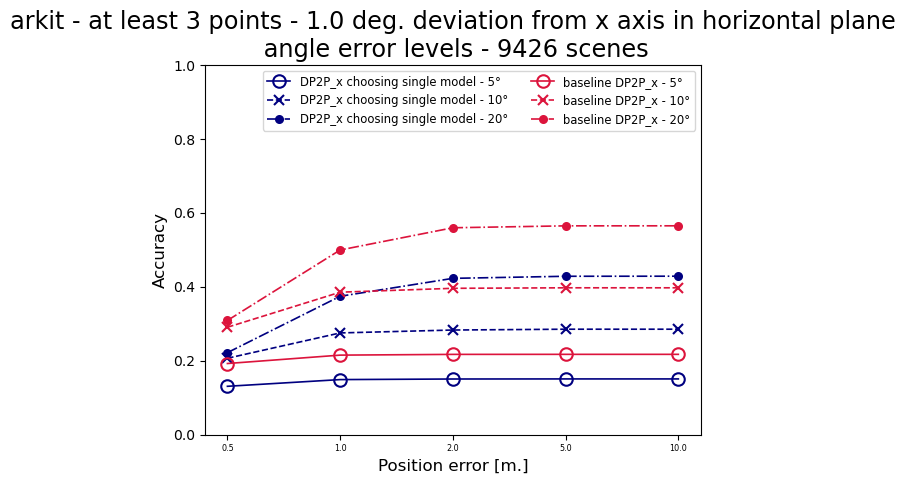 arkit - at least 3 points - 1.0 deg. deviation from x axis in horizontal plane
angle error levels - 9426 scenes
DP2P_x choosing single model - 5°
DP2P_x choosing single model - 10°
DP2P_x choosing single model - 20°
baseline DP2P_x - 5°
baseline DP2P_x - 10°
baseline DP2P_x - 20°
Accuracy
1.0
0.8
0.6
0.4
0.2
0.0
0.5 1.0 2.0 5.0 10.0
Position error [m.]